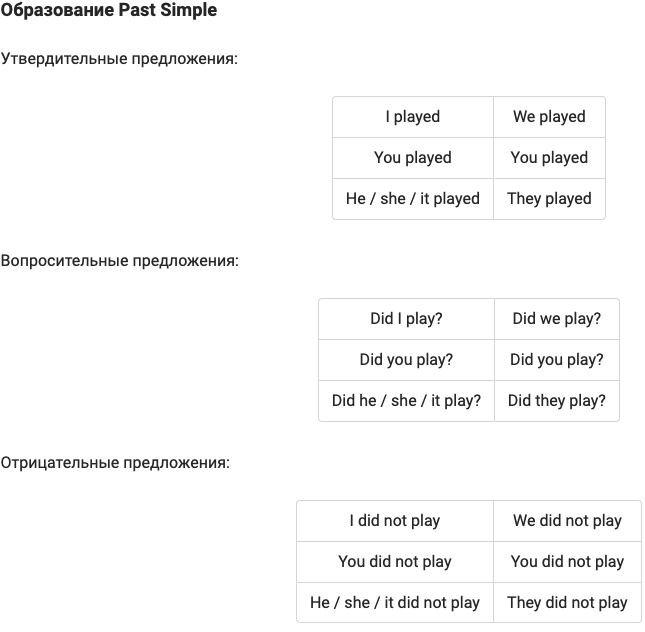 Образование Past Simple
Утвердительные предложения:
I played We played
You played You played
He / she / it played They played
Вопросительные предложения:
Did I play? Did we play?
Did you play? Did you play?
Did he / she / it play? Did they play?
Отрицательные предложения:
I did not play We did not play
You did not play You did not play
He / she / it did not play They did not play